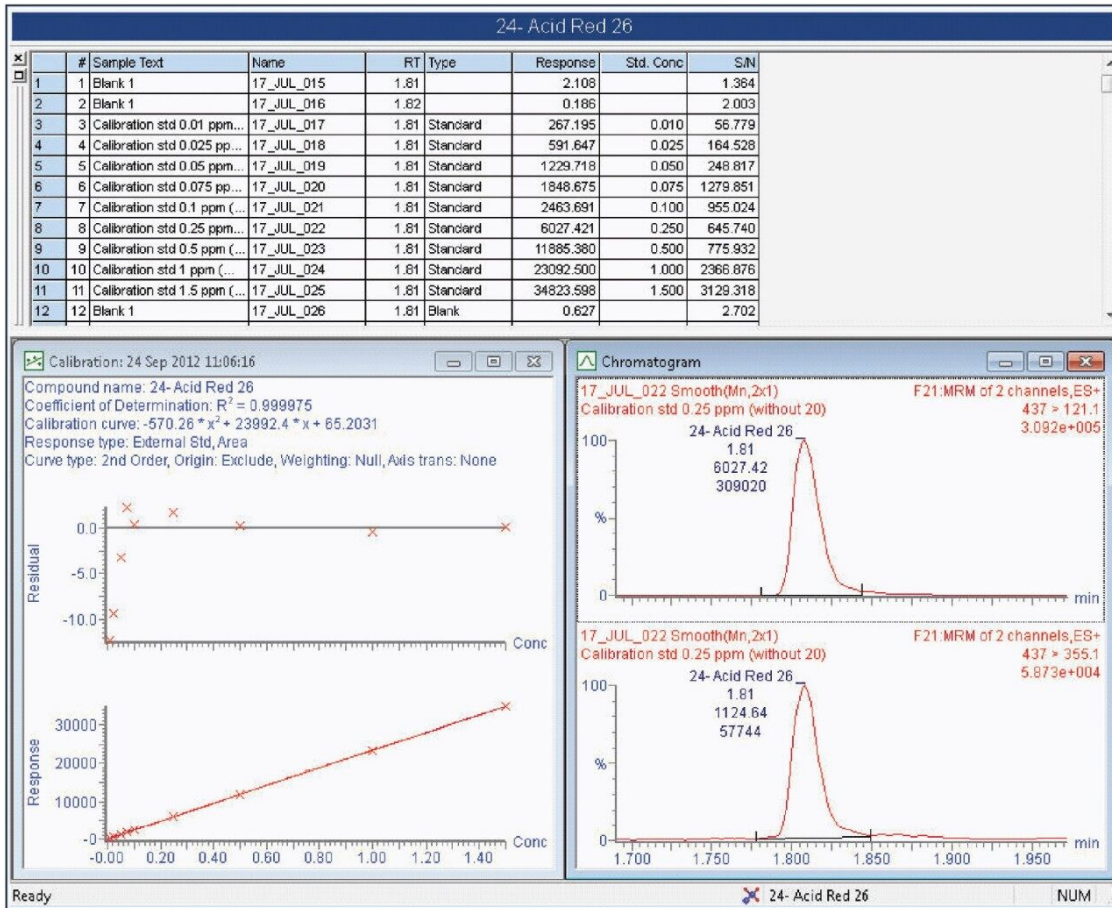 24- Acid Red 26
# Sample Text Name RT Type Response Std. Conc S/N
1 1 Blank 1 17_JUL_015 1.81 2.108 1.364
2 2 Blank 1 17_JUL_016 1.82 0.186 2.003
3 3 Calibration std 0.01 ppm... 17_JUL_017 1.81 Standard 267.195 0.010 56.779
4 4 Calibration std 0.025 pp... 17_JUL_018 1.81 Standard 591.647 0.025 164.528
5 5 Calibration std 0.05 ppm... 17_JUL_019 1.81 Standard 1229.718 0.050 248.817
6 6 Calibration std 0.075 pp... 17_JUL_020 1.81 Standard 1848.675 0.075 1279.851
7 7 Calibration std 0.1 ppm (... 17_JUL_021 1.81 Standard 2463.691 0.100 955.024
8 8 Calibration std 0.25 ppm... 17_JUL_022 1.81 Standard 6027.421 0.250 645.740
9 9 Calibration std 0.5 ppm (... 17_JUL_023 1.81 Standard 11885.380 0.500 775.932
10 10 Calibration std 1 ppm (... 17_JUL_024 1.81 Standard 23092.500 1.000 2366.876
11 11 Calibration std 1.5 ppm (... 17_JUL_025 1.81 Standard 34823.598 1.500 3129.318
12 12 Blank 1 17_JUL_026 1.81 Blank 0.627 2.702
Calibration: 24 Sep 2012 11:06:16
Compound name: 24- Acid Red 26
Coefficient of Determination: R² = 0.999975
Calibration curve: -570.26 * x² + 23992.4 * x + 65.2031
Response type: External Std, Area
Curve type: 2nd Order, Origin: Exclude, Weighting: Null, Axis trans: None
0.0
-5.0
-10.0
Residual
Conc
30000
20000
10000
-0
Response
Conc
-0.00 0.20 0.40 0.60 0.80 1.00 1.20 1.40
Chromatogram
17_JUL_022 Smooth(Mn,2x1) F21:MRM of 2 channels,ES+
Calibration std 0.25 ppm (without 20) 437 > 121.1
3.092e+005
24- Acid Red 26
1.81
6027.42
309020
100
%
0
min
17_JUL_022 Smooth(Mn,2x1) F21:MRM of 2 channels,ES+
Calibration std 0.25 ppm (without 20) 437 > 355.1
5.873e+004
24- Acid Red 26
1.81
1124.64
57744
100
%
0
min
1.700 1.750 1.800 1.850 1.900 1.950
Ready 24- Acid Red 26 NUM